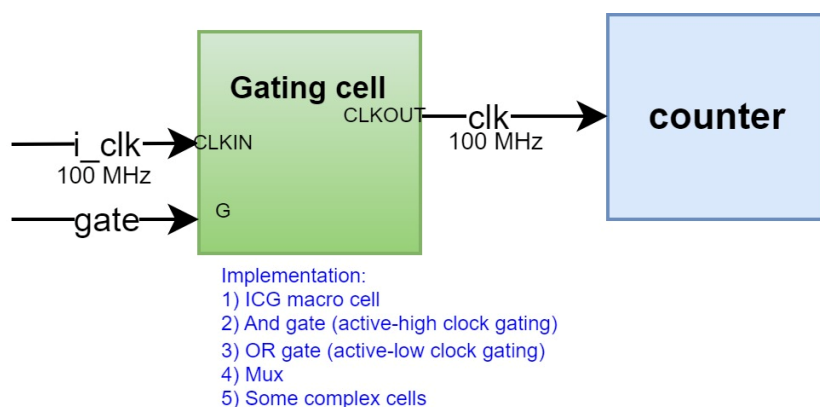 Gating cell
CLKOUT
clk
100 MHz
counter
i_clk
CLKIN
100 MHz
gate
G
Implementation:
1) ICG macro cell
2) And gate (active-high clock gating)
3) OR gate (active-low clock gating)
4) Mux
5) Some complex cells